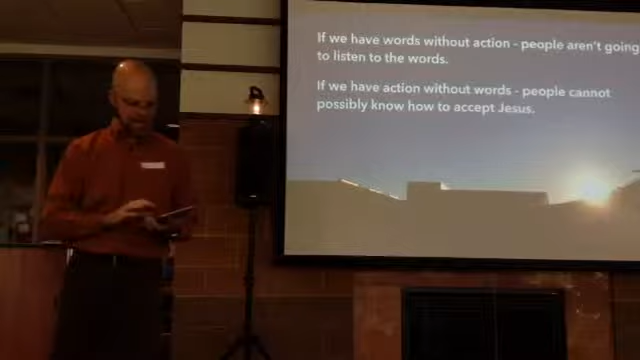 If we have words without action - people aren't going
to listen to the words.
If we have action without words - people cannot
possibly know how to accept Jesus.